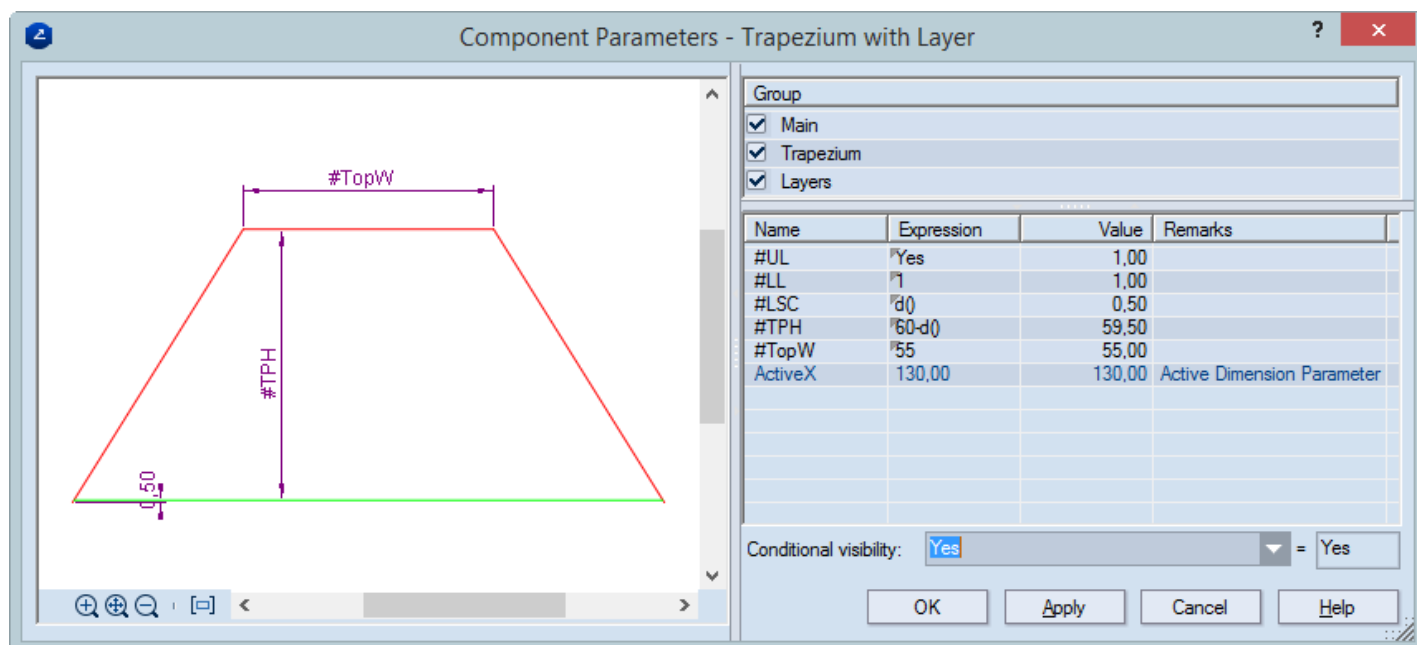 Component Parameters - Trapezium with Layer ?
#TopW
#TPH
0,50
Group
Main
Trapezium
Layers
Name Expression Value Remarks
#UL Yes 1,00
#LL 1 1,00
#LSC d() 0,50
#TPH 60-d() 59,50
#TopW 55 55,00
ActiveX 130,00 130,00 Active Dimension Parameter
Conditional visibility: Yes = Yes
OK Apply Cancel Help